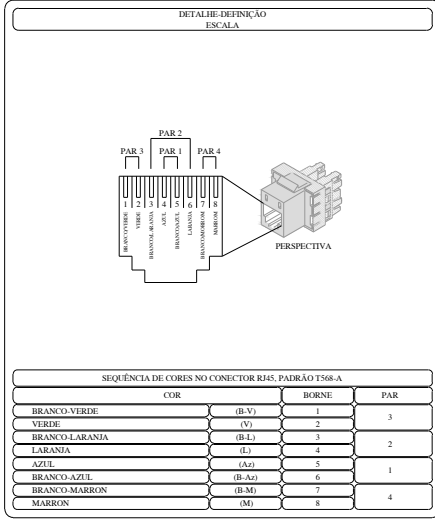 DETALHE-DEFINIÇÃO
ESCALA
PAR 2
PAR 3 PAR 1 PAR 4
1 2 3 4 5 6 7 8
BRANCO/VERDE
VERDE
BRANCO/LARANJA
AZUL
BRANCO/AZUL
LARANJA
BRANCO/MORROM
MARROM
PERSPECTIVA
SEQUÊNCIA DE CORES NO CONECTOR RJ45, PADRÃO T568-A
COR BORNE PAR
BRANCO-VERDE (B-V) 1 3
VERDE (V) 2
BRANCO-LARANJA (B-L) 3 2
LARANJA (L) 4
AZUL (Az) 5 1
BRANCO-AZUL (B-Az) 6
BRANCO-MARRON (B-M) 7 4
MARRON (M) 8